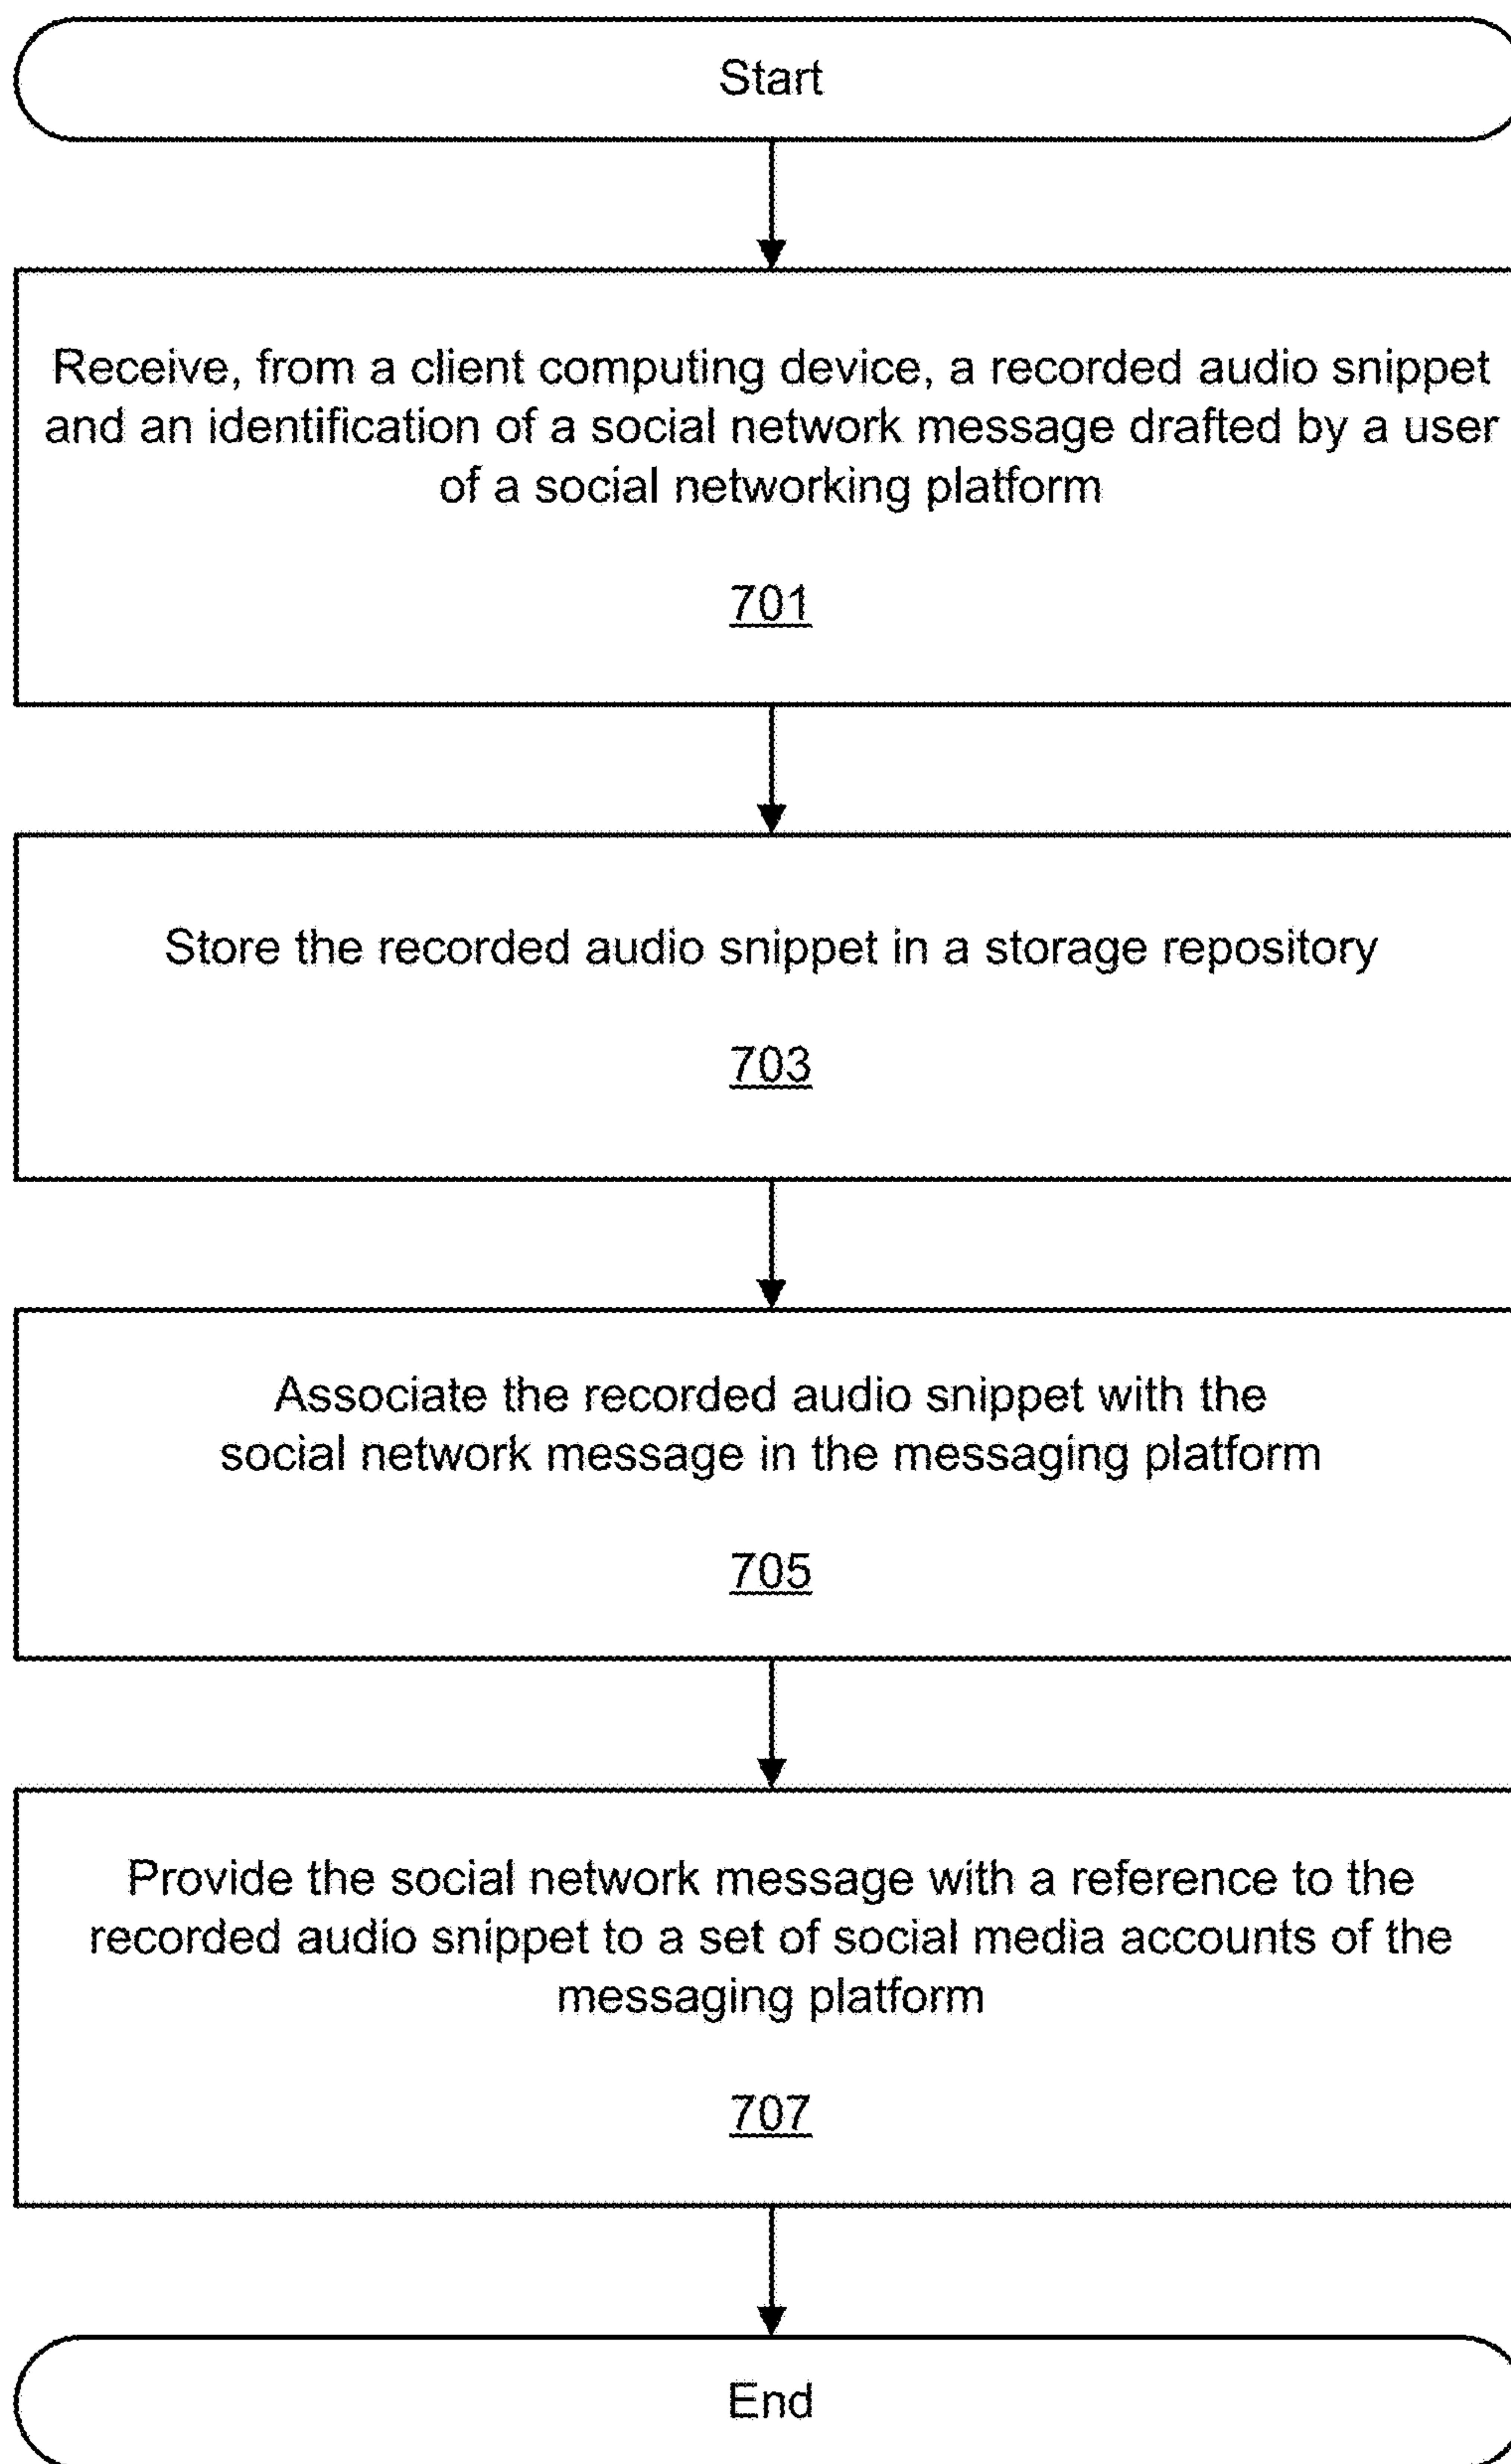 Start
Receive, from a client computing device, a recorded audio snippet
and an identification of a social network message drafted by a user
of a social networking platform
701
Store the recorded audio snippet in a storage repository
703
Associate the recorded audio snippet with the
social network message in the messaging platform
705
Provide the social network message with a reference to the
recorded audio snippet to a set of social media accounts of the
messaging platform
707
End